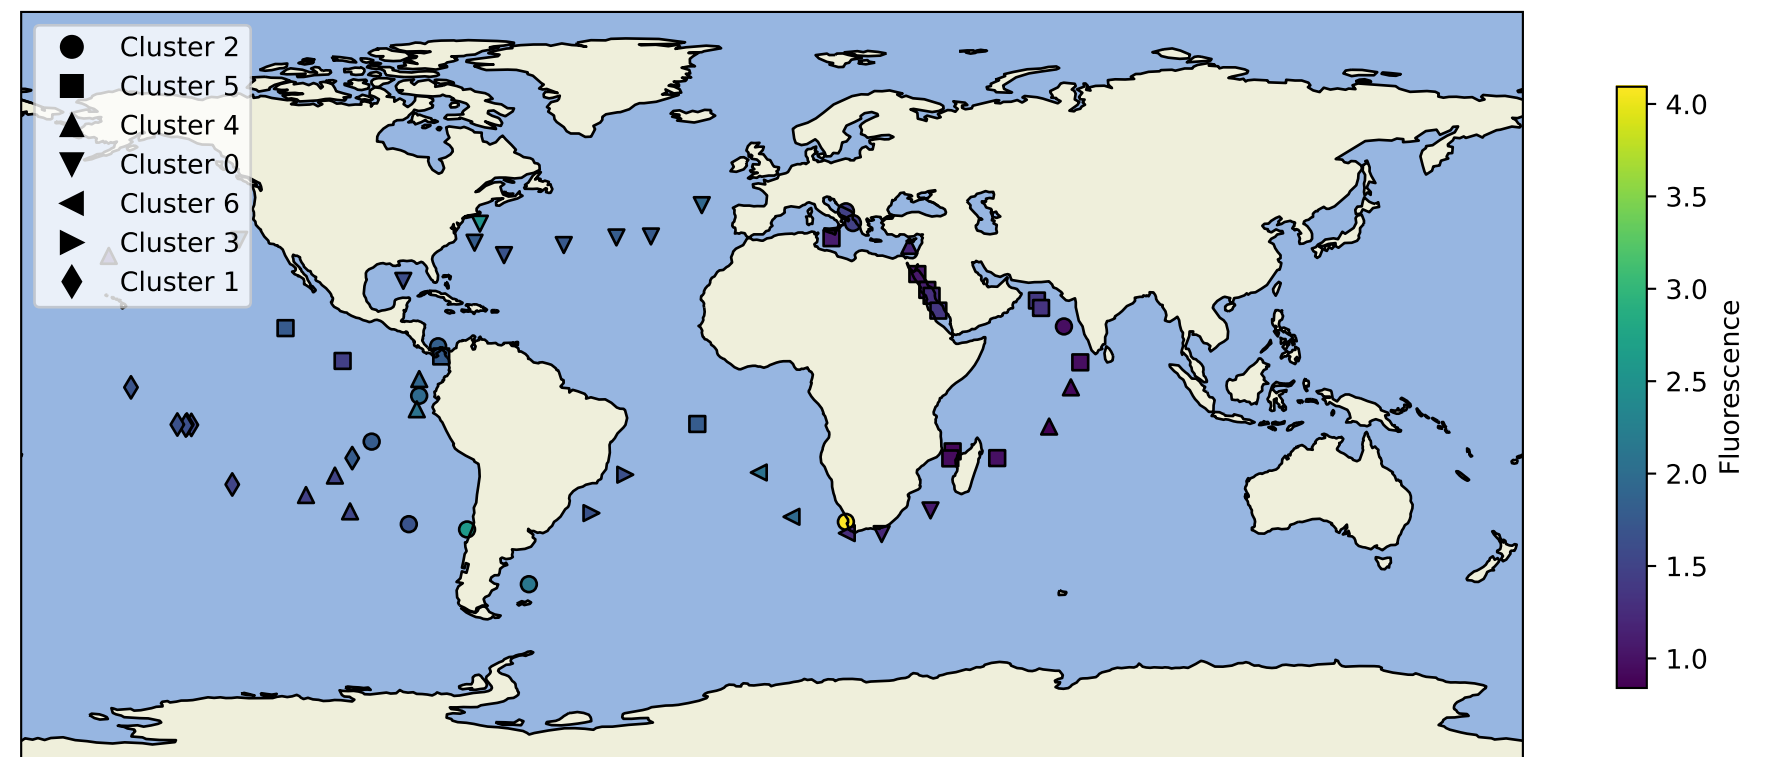 Cluster 2
Cluster 5
Cluster 4
Cluster 0
Cluster 6
Cluster 3
Cluster 1
4.0
3.5
3.0
2.5
2.0
1.5
1.0
Fluorescence